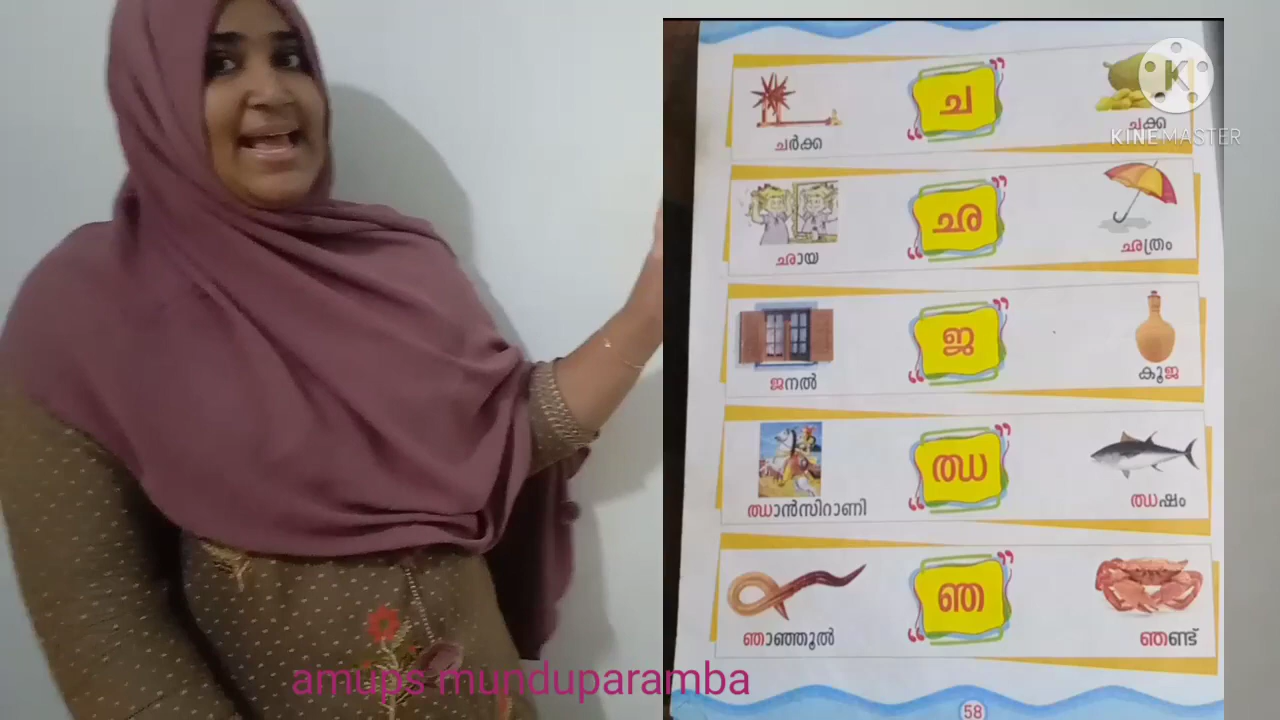 ച
KINEMASTER
ചർക്ക
ചക്ക
ഛ
ഛായ
ഛത്രം
ജ
ജനൽ
കൂജ
ഝ
ഝാൻസിറാണി
ഝഷം
ഞ
ഞാഞ്ഞൂൽ
ഞണ്ട്
amups munduparamba
58